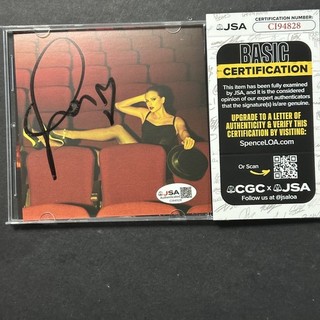 JSA
CERTIFICATION NUMBER:
CI94828
BASIC
CERTIFICATION
This item has been fully examined
by JSA, and it is the considered
opinion of our expert authenticators
that the signature(s) is/are genuine.
UPGRADE TO A LETTER OF
AUTHENTICITY & VERIFY THIS
CERTIFICATION BY VISITING:
SpenceLOA.com
Or Scan
CGC x JSA
Follow us at @jsaloa
JSA